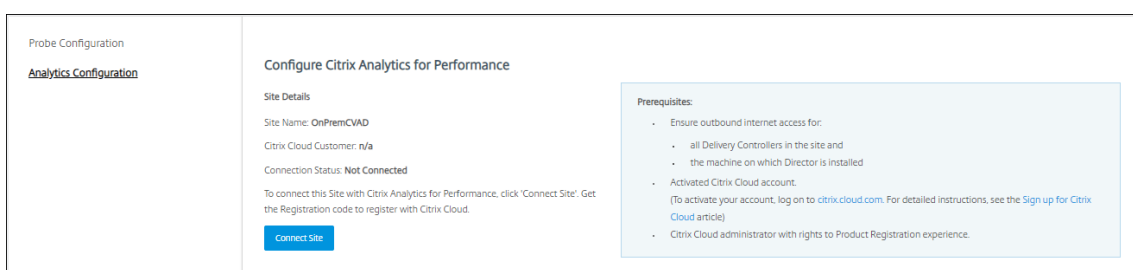 Probe Configuration
Analytics Configuration
Configure Citrix Analytics for Performance
Site Details
Site Name: OnPremCVAD
Citrix Cloud Customer: n/a
Connection Status: Not Connected
To connect this Site with Citrix Analytics for Performance, click 'Connect Site'. Get
the Registration code to register with Citrix Cloud.
Connect Site
Prerequisites:
• Ensure outbound internet access for:
• all Delivery Controllers in the site and
• the machine on which Director is installed
• Activated Citrix Cloud account.
(To activate your account, log on to citrix.cloud.com. For detailed instructions, see the Sign up for Citrix
Cloud article)
• Citrix Cloud administrator with rights to Product Registration experience.